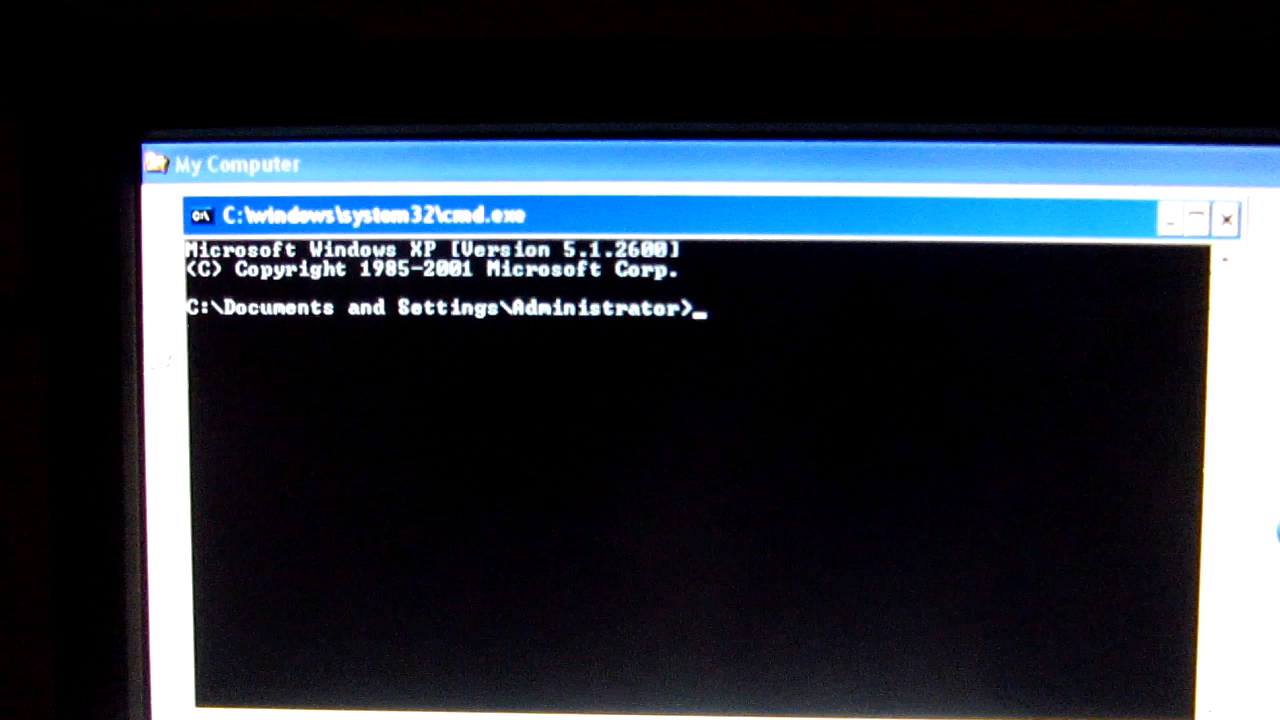 My Computer
C:\windows\system32\cmd.exe
Microsoft Windows XP [Version 5.1.2600]
(C) Copyright 1985-2001 Microsoft Corp.
C:\Documents and Settings\Administrator>_